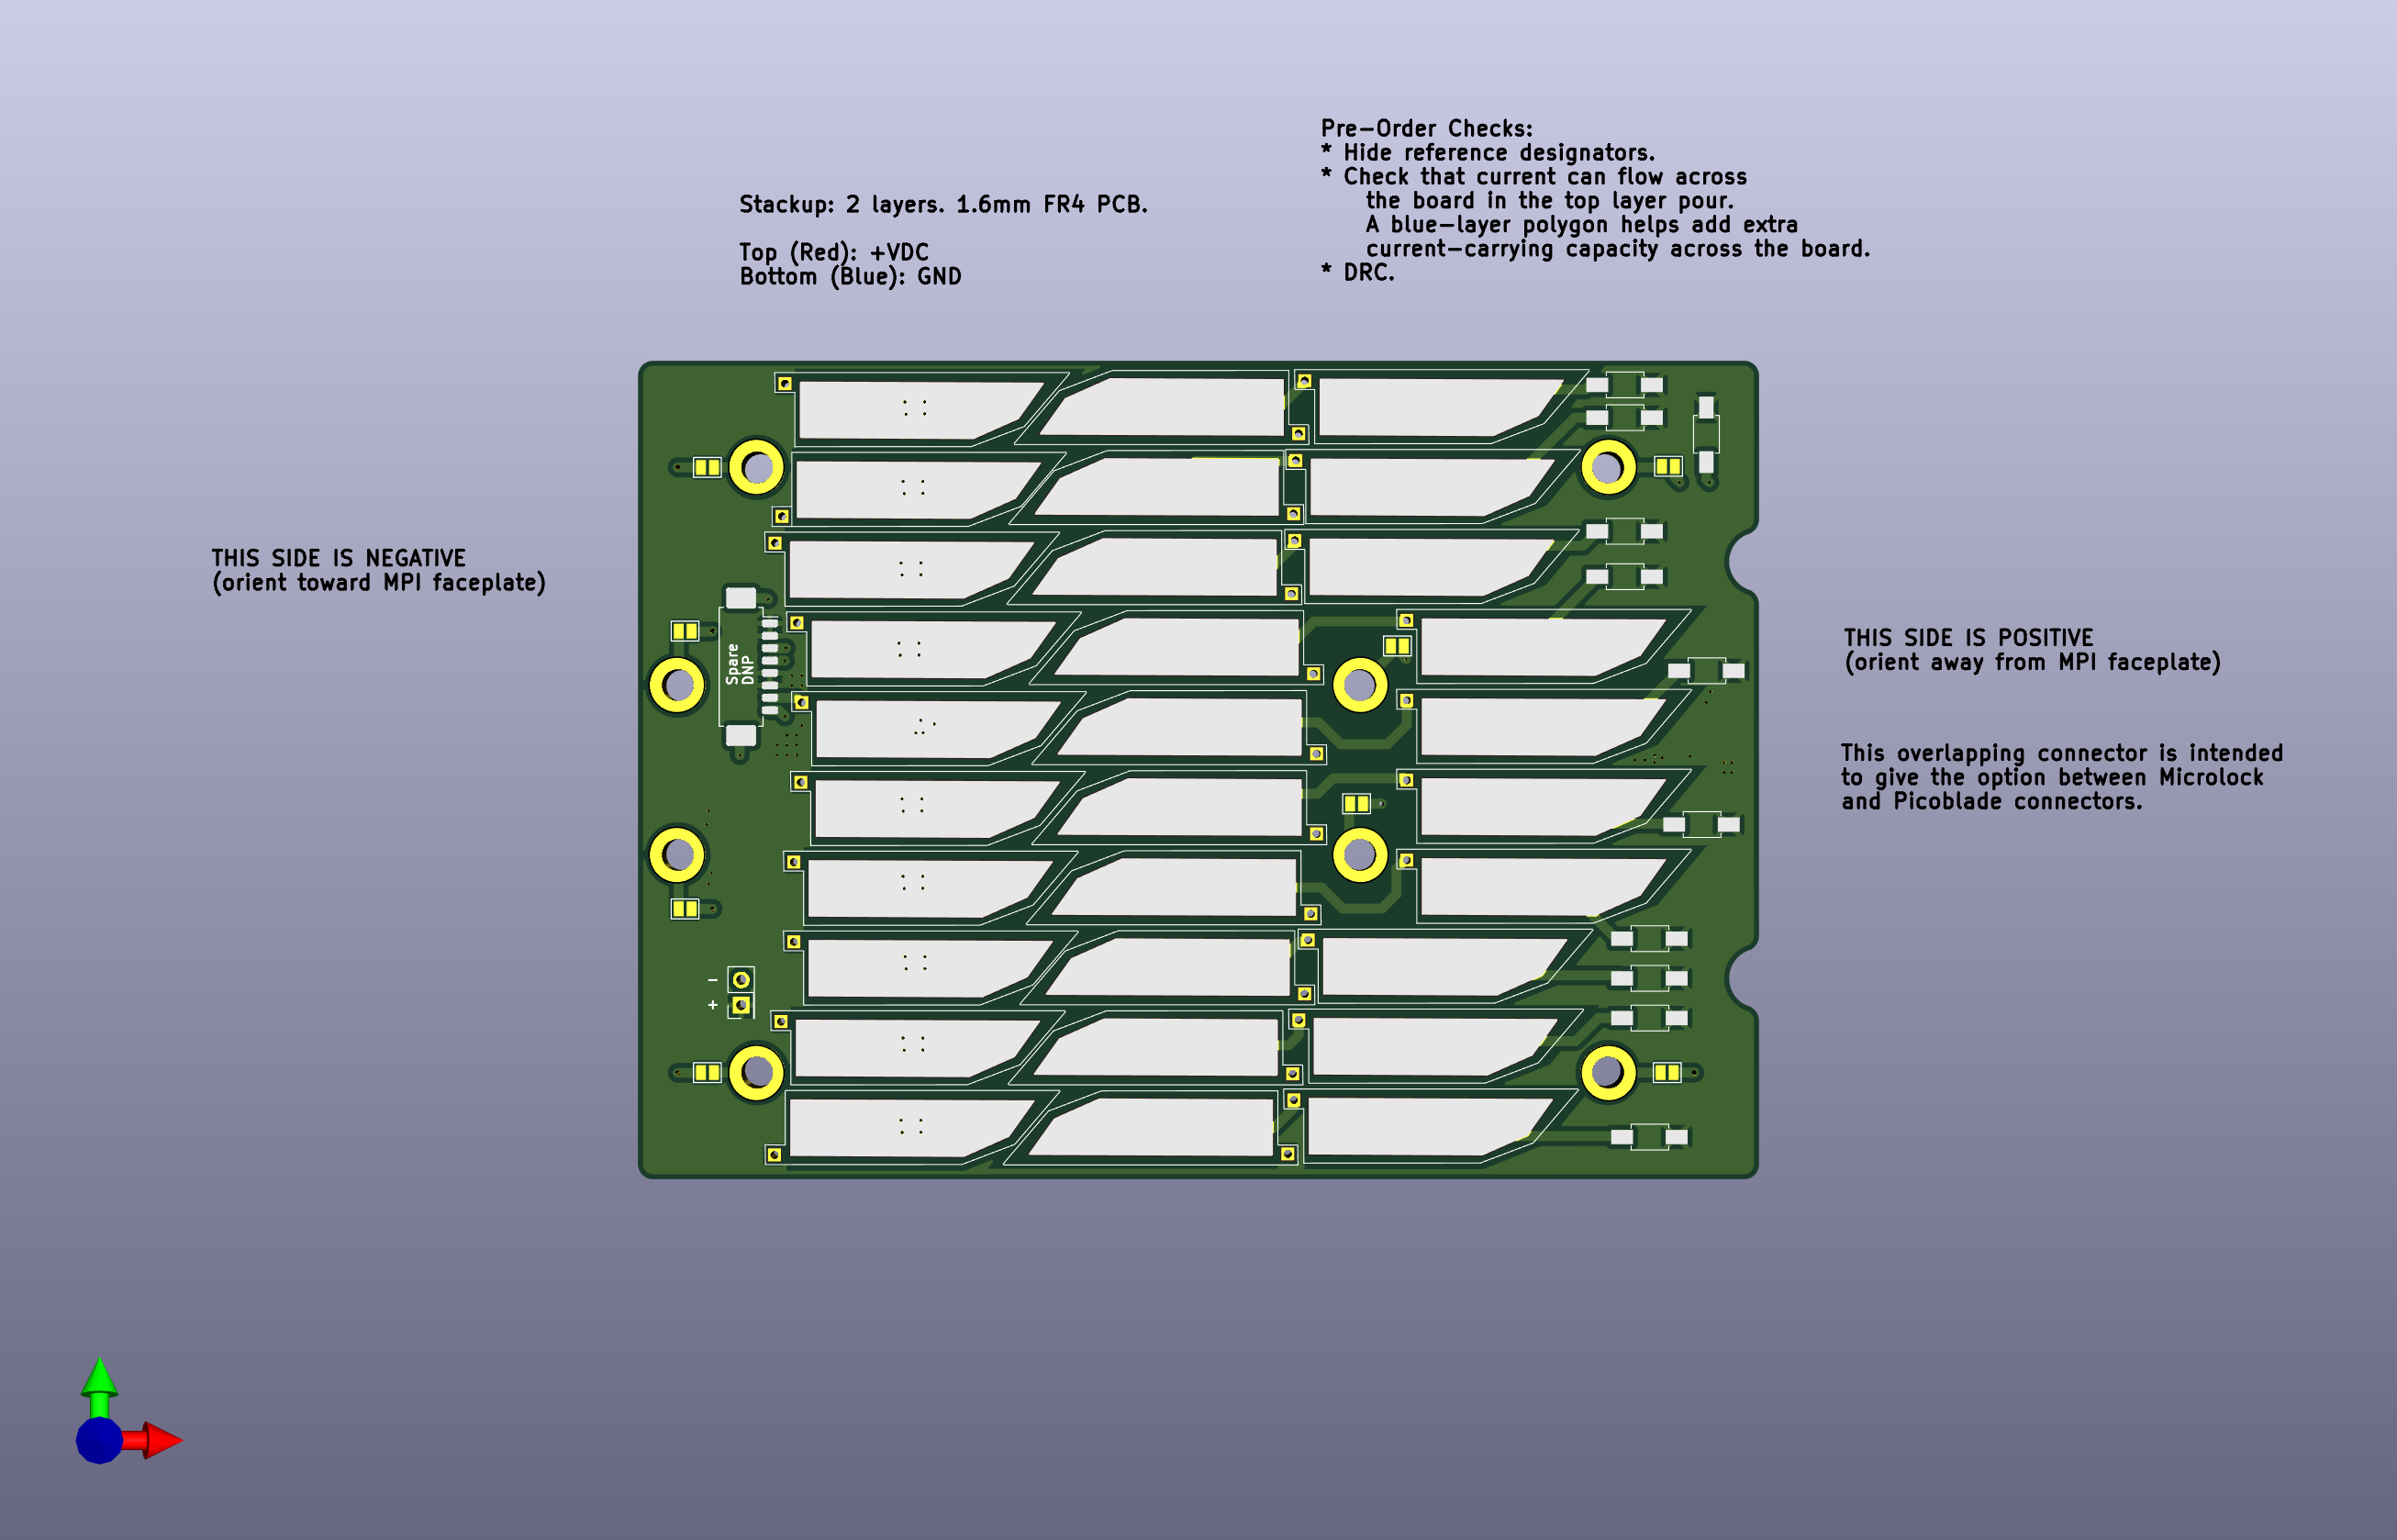 Pre-Order Checks:
* Hide reference designators.
* Check that current can flow across
the board in the top layer pour.
A blue-layer polygon helps add extra
current-carrying capacity across the board.
* DRC.
Stackup: 2 layers. 1.6mm FR4 PCB.
Top (Red): +VDC
Bottom (Blue): GND
THIS SIDE IS NEGATIVE
(orient toward MPI faceplate)
Spare
DNP
THIS SIDE IS POSITIVE
(orient away from MPI faceplate)
This overlapping connector is intended
to give the option between Microlock
and Picoblade connectors.
-
+